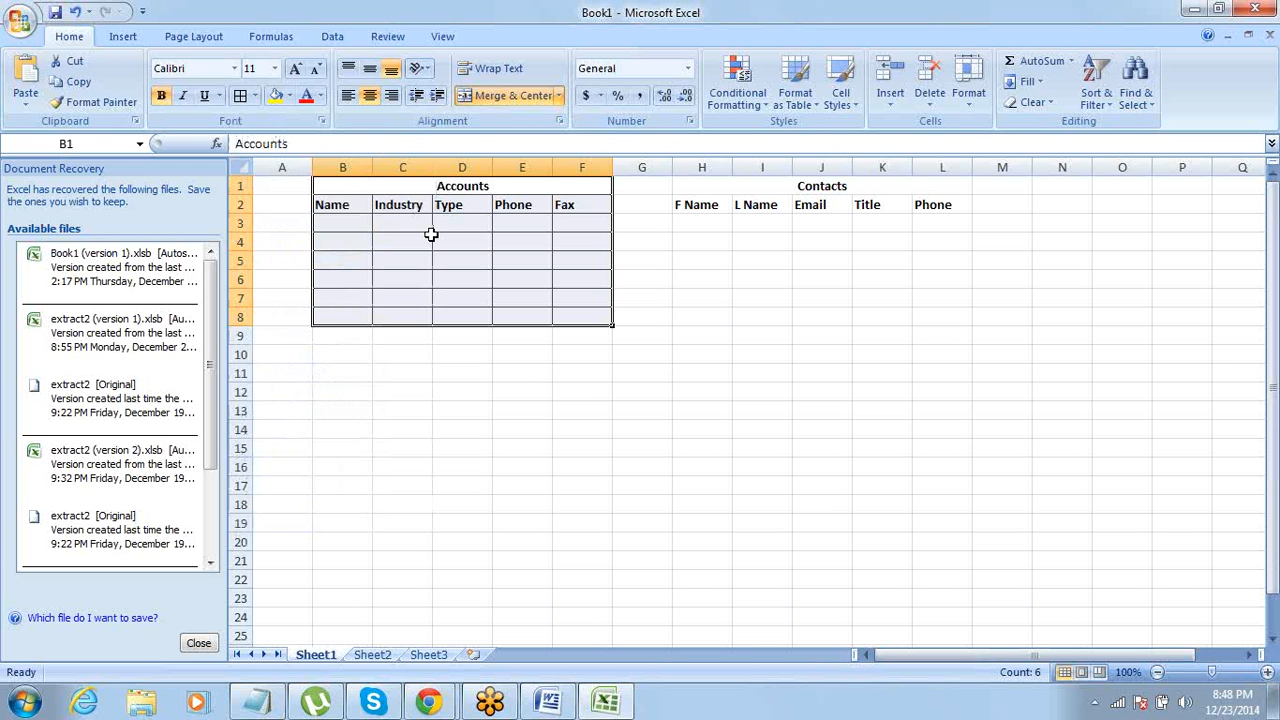 Book1 - Microsoft Excel
Home Insert Page Layout Formulas Data Review View
Paste
Cut
Copy
Format Painter
Clipboard
Calibri 11
B I U
Font
Wrap Text
Merge & Center
Alignment
General
$ % ,
Number
Conditional Formatting
Format as Table
Cell Styles
Styles
Insert Delete Format
Cells
Σ AutoSum
Fill
Clear
Sort & Filter
Find & Select
Editing
B1 fx Accounts
Document Recovery
Excel has recovered the following files. Save
the ones you wish to keep.
Available files
Book1 (version 1).xlsb [Autos...
Version created from the last ...
2:17 PM Thursday, December ...
extract2 (version 1).xlsb [Au...
Version created from the last ...
8:55 PM Monday, December 2...
extract2 [Original]
Version created last time the ...
9:22 PM Friday, December 19...
extract2 (version 2).xlsb [Au...
Version created from the last ...
9:32 PM Friday, December 19...
extract2 [Original]
Version created last time the ...
9:22 PM Friday, December 19...
Which file do I want to save?
Close
A B C D E F G H I J K L M N O P Q
1 Accounts Contacts
2 Name Industry Type Phone Fax F Name L Name Email Title Phone
3
4
5
6
7
8
9
10
11
12
13
14
15
16
17
18
19
20
21
22
23
24
25
Sheet1 Sheet2 Sheet3
Ready Count: 6 100%
8:48 PM
12/23/2014